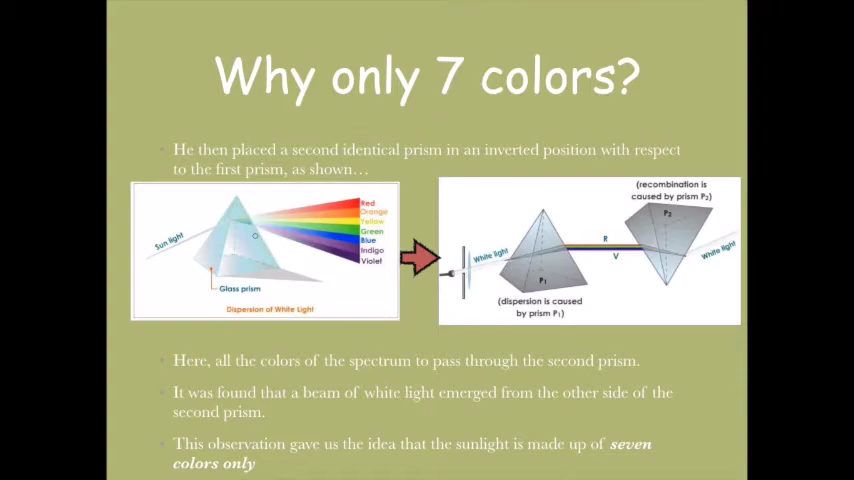 Why only 7 colors?
He then placed a second identical prism in an inverted position with respect
to the first prism, as shown…
Sun light
Red
Orange
Yellow
Green
Blue
Indigo
Violet
Glass prism
Dispersion of White Light
(recombination is
caused by prism P2)
P2
White light
R
V
White light
P1
(dispersion is caused
by prism P1)
Here, all the colors of the spectrum to pass through the second prism.
It was found that a beam of white light emerged from the other side of the
second prism.
This observation gave us the idea that the sunlight is made up of seven
colors only